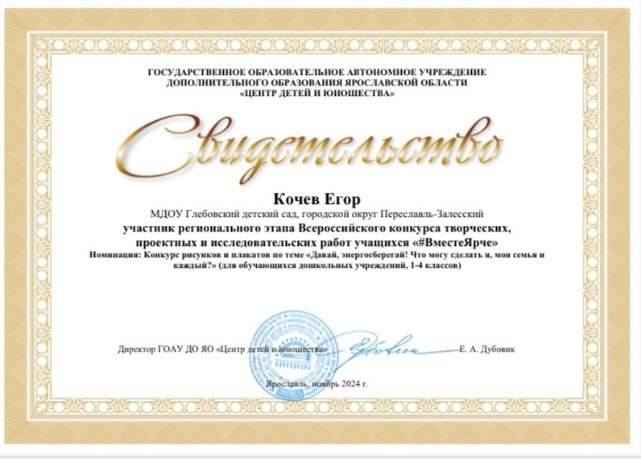 ГОСУДАРСТВЕННОЕ ОБРАЗОВАТЕЛЬНОЕ АВТОНОМНОЕ УЧРЕЖДЕНИЕ
ДОПОЛНИТЕЛЬНОГО ОБРАЗОВАНИЯ ЯРОСЛАВСКОЙ ОБЛАСТИ
«ЦЕНТР ДЕТЕЙ И ЮНОШЕСТВА»
Свидетельство
Кочев Егор
МДОУ Глебовский детский сад, городской округ Переславль-Залесский
участник регионального этапа Всероссийского конкурса творческих,
проектных и исследовательских работ учащихся «#ВместеЯрче»
Номинация: Конкурс рисунков и плакатов по теме «Давай, энергосберегай! Что могу сделать я, моя семья и
каждый?» (для обучающихся дошкольных учреждений, 1-4 классов)
Директор ГОАУ ДО ЯО «Центр детей и юношества» Е. А. Дубовик
Ярославль, ноябрь 2024 г.